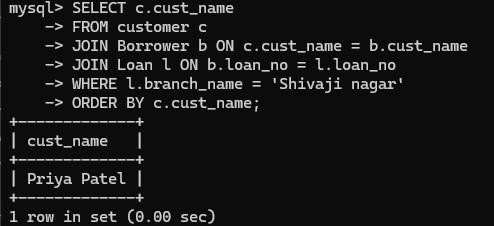 mysql> SELECT c.cust_name
    -> FROM customer c
    -> JOIN Borrower b ON c.cust_name = b.cust_name
    -> JOIN Loan l ON b.loan_no = l.loan_no
    -> WHERE l.branch_name = 'Shivaji nagar'
    -> ORDER BY c.cust_name;
+-------------+
| cust_name   |
+-------------+
| Priya Patel |
+-------------+
1 row in set (0.00 sec)